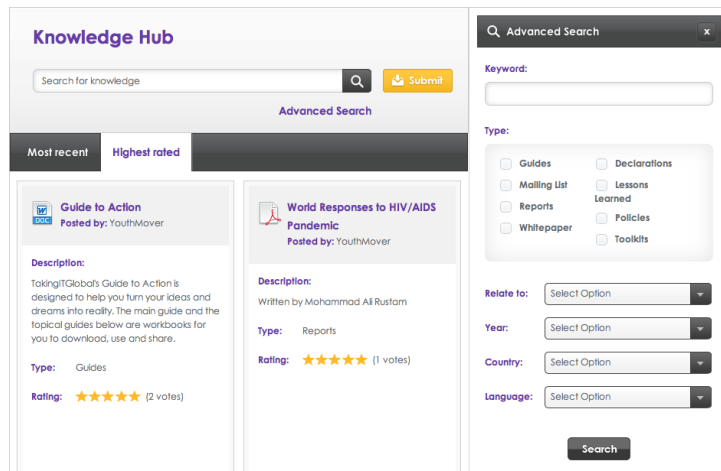 Knowledge Hub
Search for knowledge
Submit
Advanced Search
Most recent
Highest rated
DOC
Guide to Action
Posted by: YouthMover
Description:
TakingITGlobal's Guide to Action is
designed to help you turn your ideas and
dreams into reality. The main guide and the
topical guides below are workbooks for
you to download, use and share.
Type: Guides
Rating: (2 votes)
World Responses to HIV/AIDS
Pandemic
Posted by: YouthMover
Description:
Written by Mohammad Ali Rustam
Type: Reports
Rating: (1 votes)
Advanced Search
x
Keyword:
Type:
Guides
Mailing List
Reports
Whitepaper
Declarations
Lessons
Learned
Policies
Toolkits
Relate to: Select Option
Year: Select Option
Country: Select Option
Language: Select Option
Search